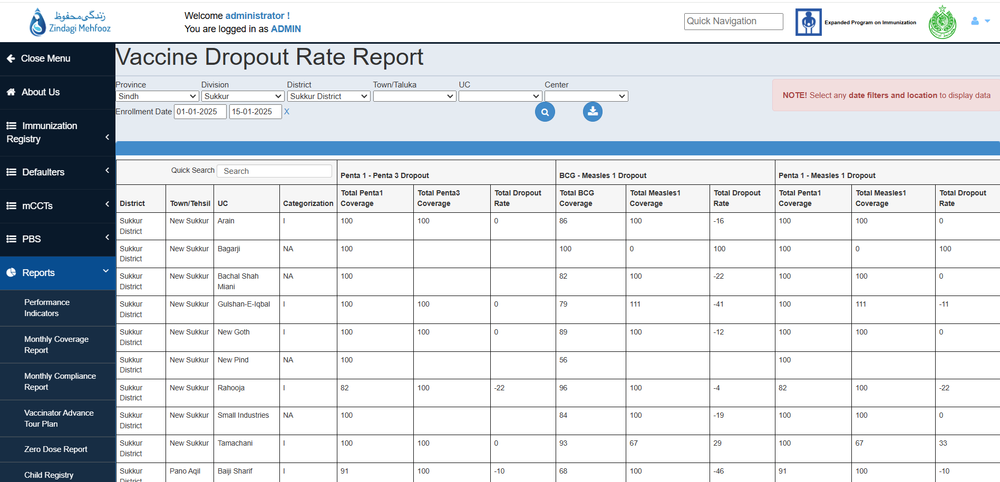 زندگی محفوظ
Zindagi Mehfooz
Welcome administrator !
You are logged in as ADMIN
Quick Navigation
Expanded Program on Immunization
Close Menu
About Us
Immunization
Registry
Defaulters
mCCTs
PBS
Reports
Performance
Indicators
Monthly Coverage
Report
Monthly Compliance
Report
Vaccinator Advance
Tour Plan
Zero Dose Report
Child Registry
Vaccine Dropout Rate Report
Province Division District Town/Taluka UC Center
Sindh Sukkur Sukkur District
Enrollment Date 01-01-2025 15-01-2025 X
NOTE! Select any date filters and location to display data
Quick Search Search Penta 1 - Penta 3 Dropout BCG - Measles 1 Dropout Penta 1 - Measles 1 Dropout
District Town/Tehsil UC Categorization Total Penta1 Coverage Total Penta3 Coverage Total Dropout Rate Total BCG Coverage Total Measles1 Coverage Total Dropout Rate Total Penta1 Coverage Total Measles1 Coverage Total Dropout Rate
Sukkur District New Sukkur Arain I 100 100 0 86 100 -16 100 100 0
Sukkur District New Sukkur Bagarji NA 100 100 0 100 100 0 100
Sukkur District New Sukkur Bachal Shah Miani NA 100 82 100 -22 100 100 0
Sukkur District New Sukkur Gulshan-E-Iqbal I 100 100 0 79 111 -41 100 111 -11
Sukkur District New Sukkur New Goth I 100 100 0 89 100 -12 100 100 0
Sukkur District New Sukkur New Pind NA 100 56 100
Sukkur District New Sukkur Rahooja I 82 100 -22 96 100 -4 82 100 -22
Sukkur District New Sukkur Small Industries NA 100 84 100 -19 100 100 0
Sukkur District New Sukkur Tamachani I 100 100 0 93 67 29 100 67 33
Sukkur District Pano Aqil Baiji Sharif I 91 100 -10 68 100 -46 91 100 -10